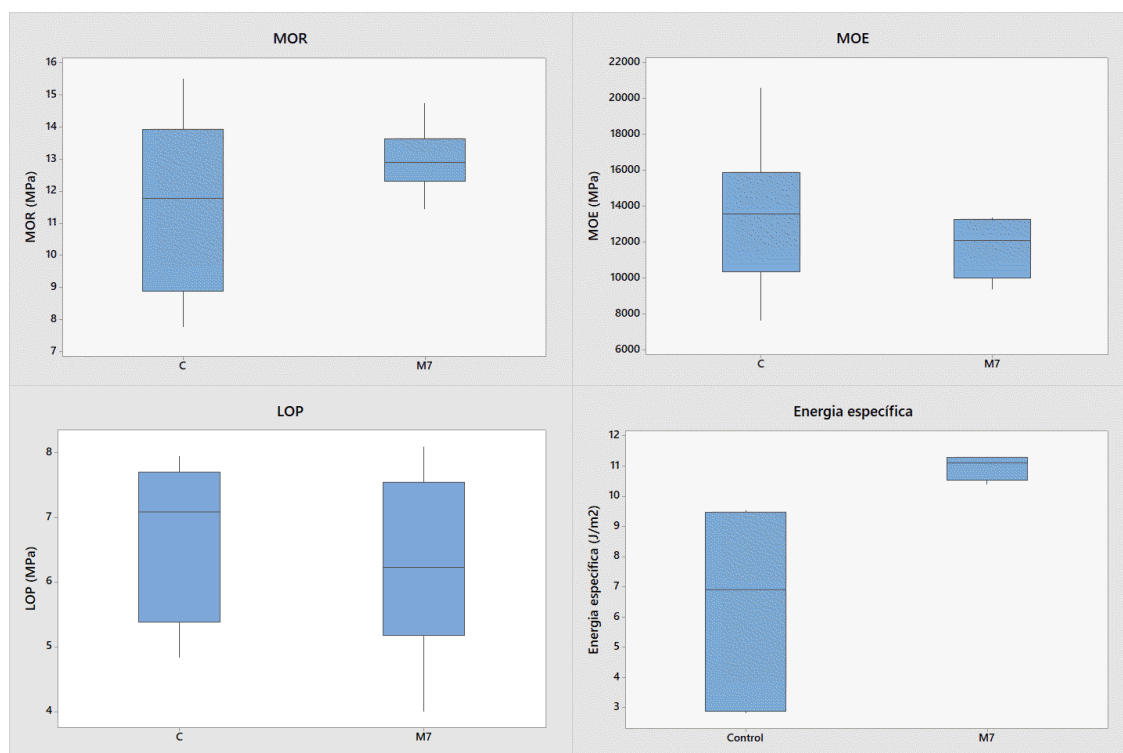 MOR
MOR (MPa)
16
15
14
13
12
11
10
9
8
7
C
M7
MOE
MOE (MPa)
22000
20000
18000
16000
14000
12000
10000
8000
6000
C
M7
LOP
LOP (MPa)
8
7
6
5
4
C
M7
Energia específica
Energia específica (J/m2)
12
11
10
9
8
7
6
5
4
3
Control
M7